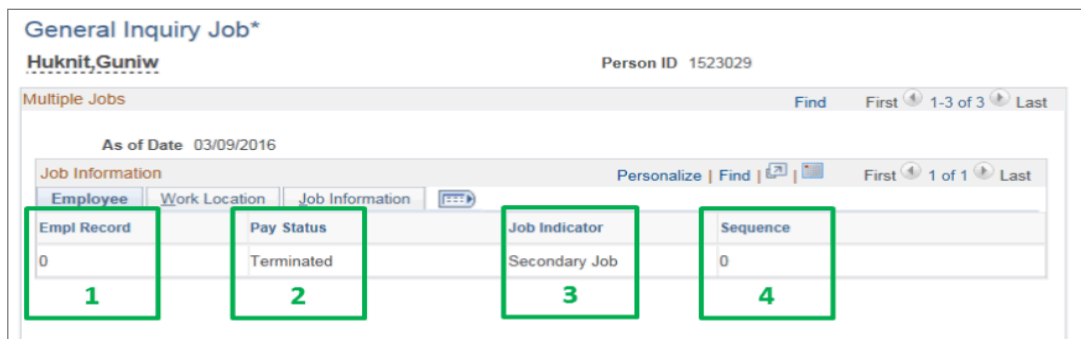 General Inquiry Job*
Huknit,Guniw Person ID 1523029
Multiple Jobs Find First 1-3 of 3 Last
As of Date 03/09/2016
Job Information Personalize | Find | | First 1 of 1 Last
Employee Work Location Job Information
Empl Record Pay Status Job Indicator Sequence
0 Terminated Secondary Job 0
1 2 3 4